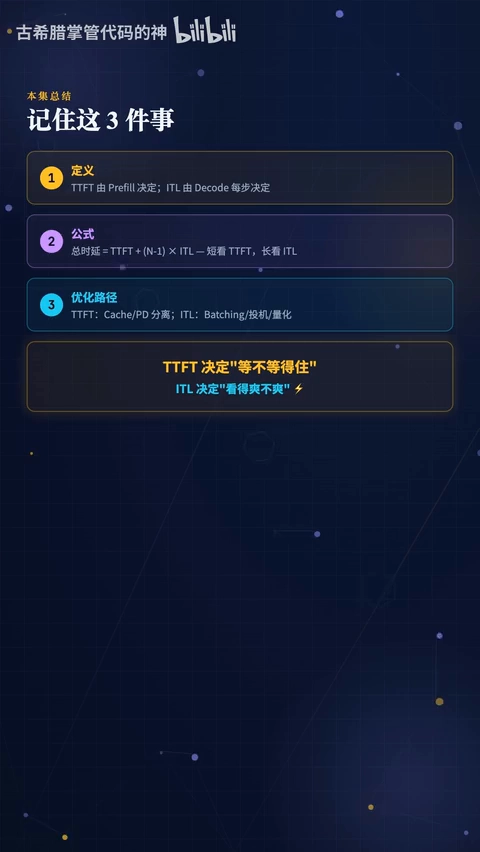 古希腊掌管代码的神 bilibili
本集总结
记住这 3 件事
1
定义
TTFT 由 Prefill 决定；ITL 由 Decode 每步决定
2
公式
总时延 = TTFT + (N-1) × ITL — 短看 TTFT，长看 ITL
3
优化路径
TTFT：Cache/PD 分离；ITL：Batching/投机/量化
TTFT 决定"等不等得住"
ITL 决定"看得爽不爽" ⚡